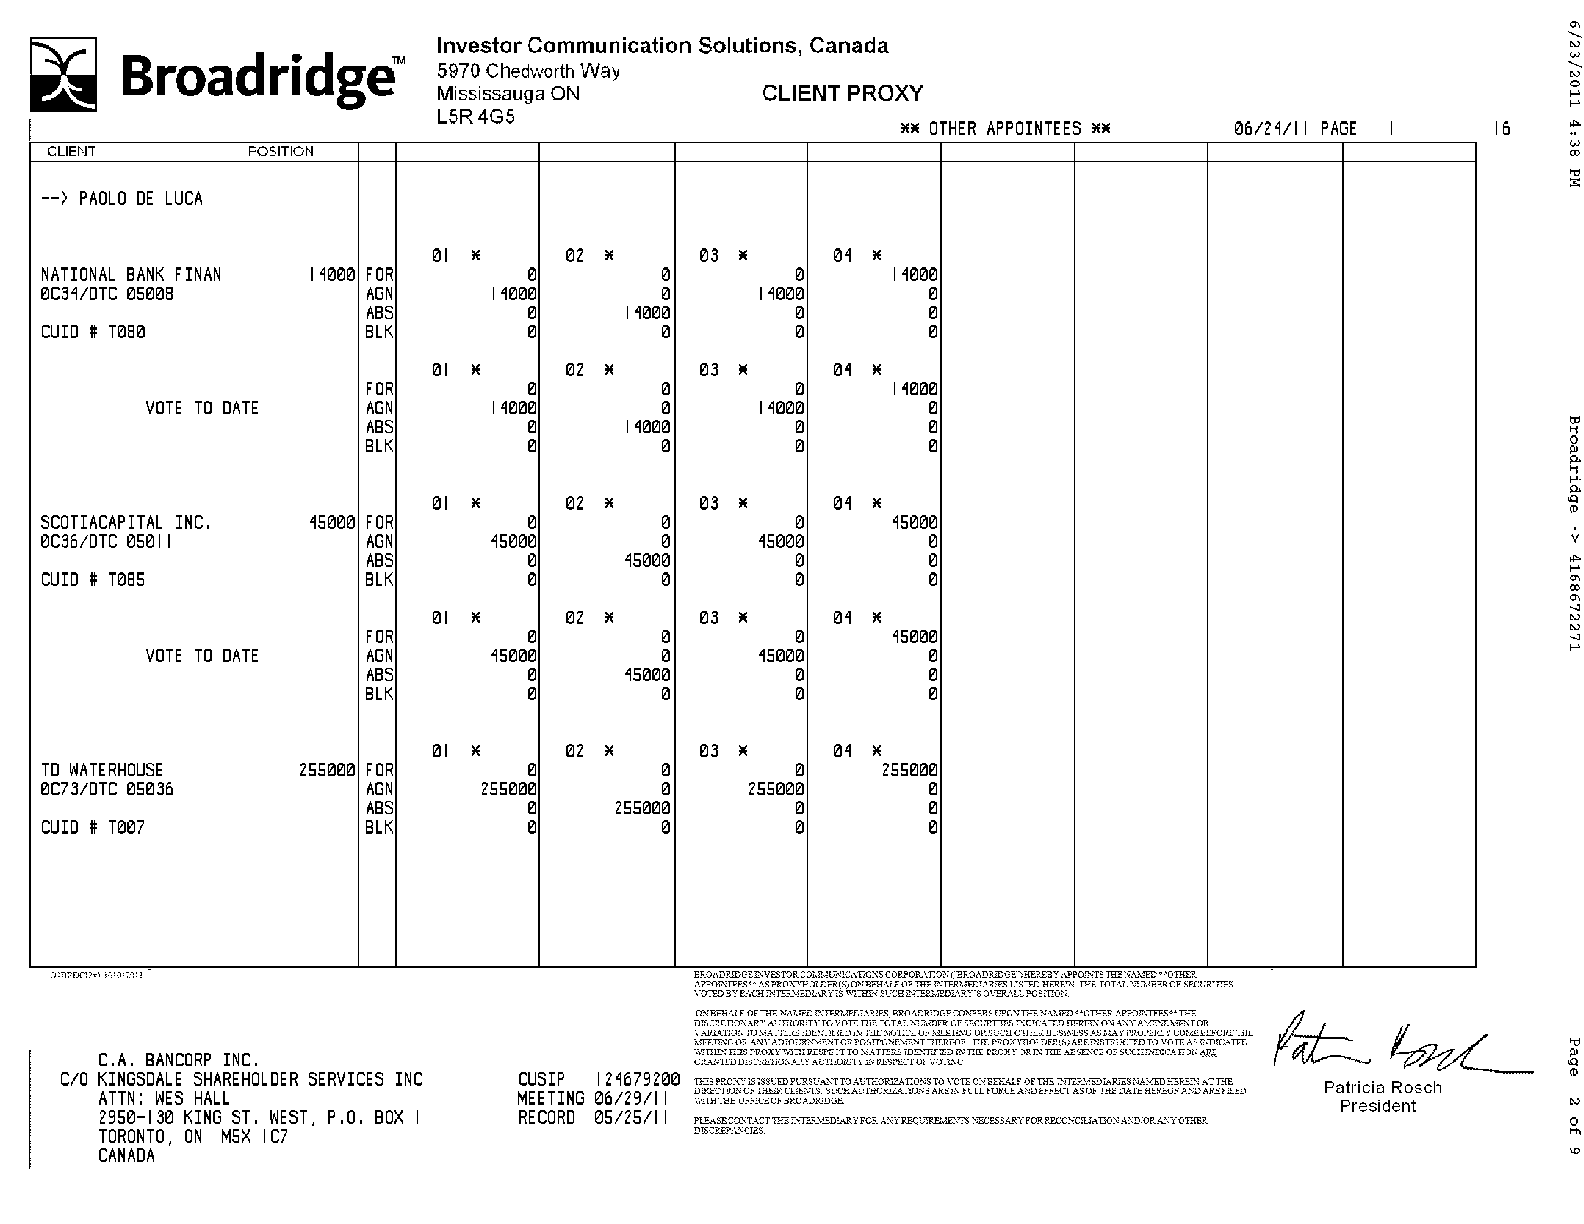 Broadridge™
Investor Communication Solutions, Canada
5970 Chedworth Way
Mississauga ON
L5R 4G5
CLIENT PROXY
** OTHER APPOINTEES ** 06/24/11 PAGE 1 16
CLIENT POSITION
--> PAOLO DE LUCA
01 * 02 * 03 * 04 *
NATIONAL BANK FINAN 14000 FOR 0 0 0 14000
0C34/DTC 05008 AGN 14000 0 14000 0
ABS 0 14000 0 0
CUID # T080 BLK 0 0 0 0
01 * 02 * 03 * 04 *
FOR 0 0 0 14000
VOTE TO DATE AGN 14000 0 14000 0
ABS 0 14000 0 0
BLK 0 0 0 0
01 * 02 * 03 * 04 *
SCOTIACAPITAL INC. 45000 FOR 0 0 0 45000
0C36/DTC 05011 AGN 45000 0 45000 0
ABS 0 45000 0 0
CUID # T085 BLK 0 0 0 0
01 * 02 * 03 * 04 *
FOR 0 0 0 45000
VOTE TO DATE AGN 45000 0 45000 0
ABS 0 45000 0 0
BLK 0 0 0 0
01 * 02 * 03 * 04 *
TD WATERHOUSE 255000 FOR 0 0 0 255000
0C73/DTC 05036 AGN 255000 0 255000 0
ABS 0 255000 0 0
CUID # T007 BLK 0 0 0 0
BROADRIDGE INVESTOR COMMUNICATIONS CORPORATION ("BROADRIDGE") HEREBY APPOINTS THE NAMED **OTHER
APPOINTEES** AS PROXYHOLDER(S) ON BEHALF OF THE INTERMEDIARIES LISTED HEREIN. THE TOTAL NUMBER OF SECURITIES
VOTED BY EACH INTERMEDIARY IS WITHIN SUCH INTERMEDIARY'S OVERALL POSITION.
ON BEHALF OF THE NAMED INTERMEDIARIES, BROADRIDGE CONFERS UPON THE NAMED **OTHER APPOINTEES** THE
DISCRETIONARY AUTHORITY TO VOTE THE TOTAL NUMBER OF SECURITIES INDICATED HEREIN ON ANY AMENDMENT OR
VARIATION TO MATTERS IDENTIFIED IN THE NOTICE OF MEETING OR SUCH OTHER BUSINESS AS MAY PROPERLY COME BEFORE THE
MEETING OR ANY ADJOURNMENT OR POSTPONEMENT THEREOF. THE PROXYHOLDER(S) ARE INSTRUCTED TO VOTE AS INDICATED
WITHIN THIS PROXY WITH RESPECT TO MATTERS IDENTIFIED IN THE PROXY OR IN THE ABSENCE OF SUCH INDICATION ARE
GRANTED DISCRETIONARY AUTHORITY IN RESPECT OF VOTING.
THIS PROXY IS ISSUED PURSUANT TO AUTHORIZATIONS TO VOTE ON BEHALF OF THE INTERMEDIARIES NAMED HEREIN AT THE
DIRECTION OF THEIR CLIENTS. SUCH AUTHORIZATIONS ARE IN FULL FORCE AND EFFECT AS OF THE DATE HEREOF AND ARE FILED
WITH THE OFFICE OF BROADRIDGE.
PLEASE CONTACT THE INTERMEDIARY FOR ANY REQUIREMENTS NECESSARY FOR RECONCILIATION AND/OR ANY OTHER
DISCREPANCIES.
C.A. BANCORP INC.
C/O KINGSDALE SHAREHOLDER SERVICES INC
ATTN: WES HALL
2950-130 KING ST. WEST, P.O. BOX 1
TORONTO, ON M5X 1C7
CANADA
CUSIP 124679200
MEETING 06/29/11
RECORD 05/25/11
Patricia Rosch
President
6/23/2011 4:38 PM Broadridge -> 4168672271 Page 2 of 9